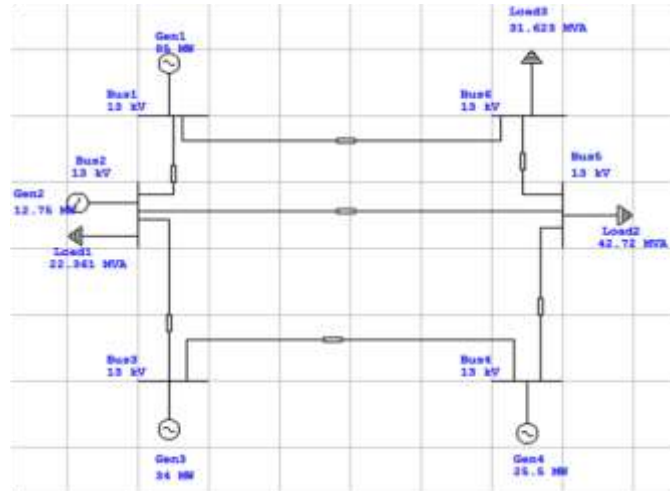 Load3
31.623 MVA
Gen1
85 MW
Bus1
13 kV
Bus6
13 kV
Bus2
13 kV
Bus5
13 kV
Gen2
12.75 MW
Load1
22.361 MVA
Load2
42.72 MVA
Bus3
13 kV
Bus4
13 kV
Gen3
34 MW
Gen4
25.5 MW